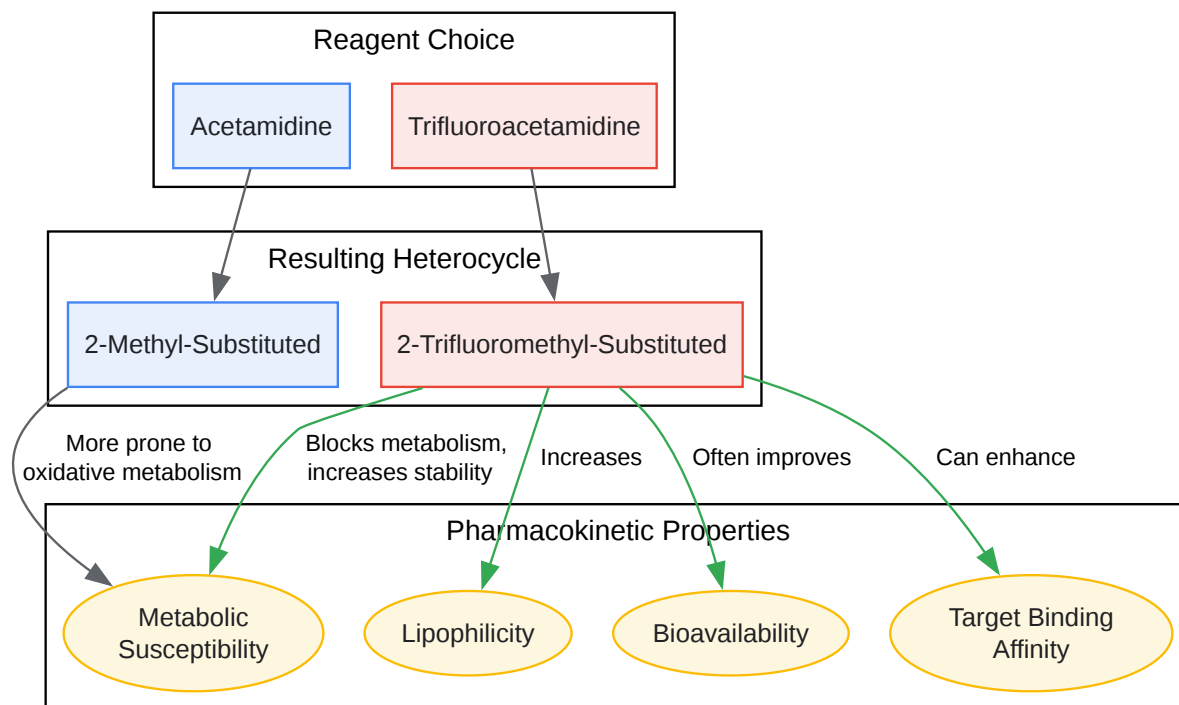 Reagent Choice
Acetamidine
Trifluoroacetamidine
Resulting Heterocycle
2-Methyl-Substituted
2-Trifluoromethyl-Substituted
More prone to
oxidative metabolism
Blocks metabolism,
increases stability
Increases
Often improves
Can enhance
Pharmacokinetic Properties
Metabolic
Susceptibility
Lipophilicity
Bioavailability
Target Binding
Affinity